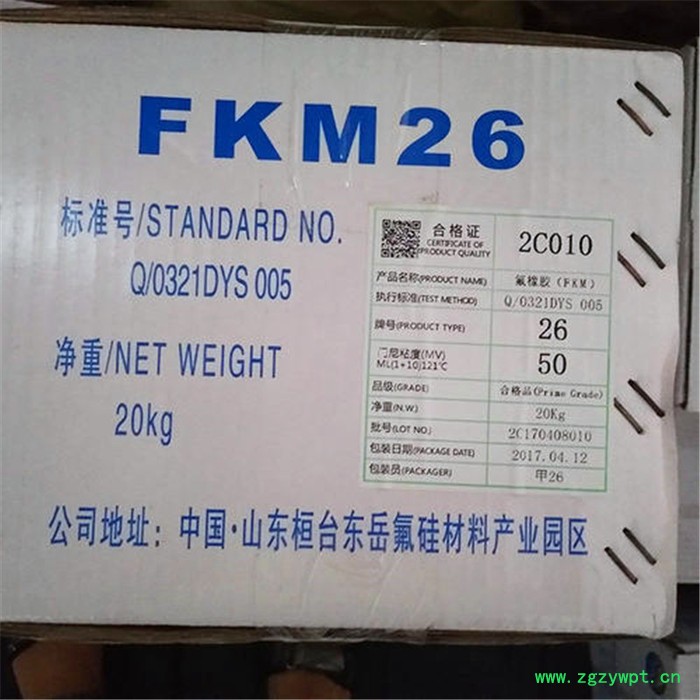 FKM26
标准号/STANDARD NO.
Q/0321DYS 005
净重/NET WEIGHT
20kg
合格证
CERTIFICATE OF
PRODUCT QUALITY
2C010
产品名称(PRODUCT NAME) 氟橡胶(FKM)
执行标准(TEST METHOD) Q/0321DYS 005
牌号(PRODUCT TYPE) 26
门尼粘度(MV)
ML(1+10)121℃
50
品级(GRADE) 合格品(Prime Grade)
净重(N.W.) 20Kg
批号(LOT NO.) 2C170408010
包装日期(PACKAGE DATE) 2017.04.12
包装员(PACKAGER) 甲26
公司地址：中国·山东桓台东岳氟硅材料产业园区
www.zgzywpt.cn